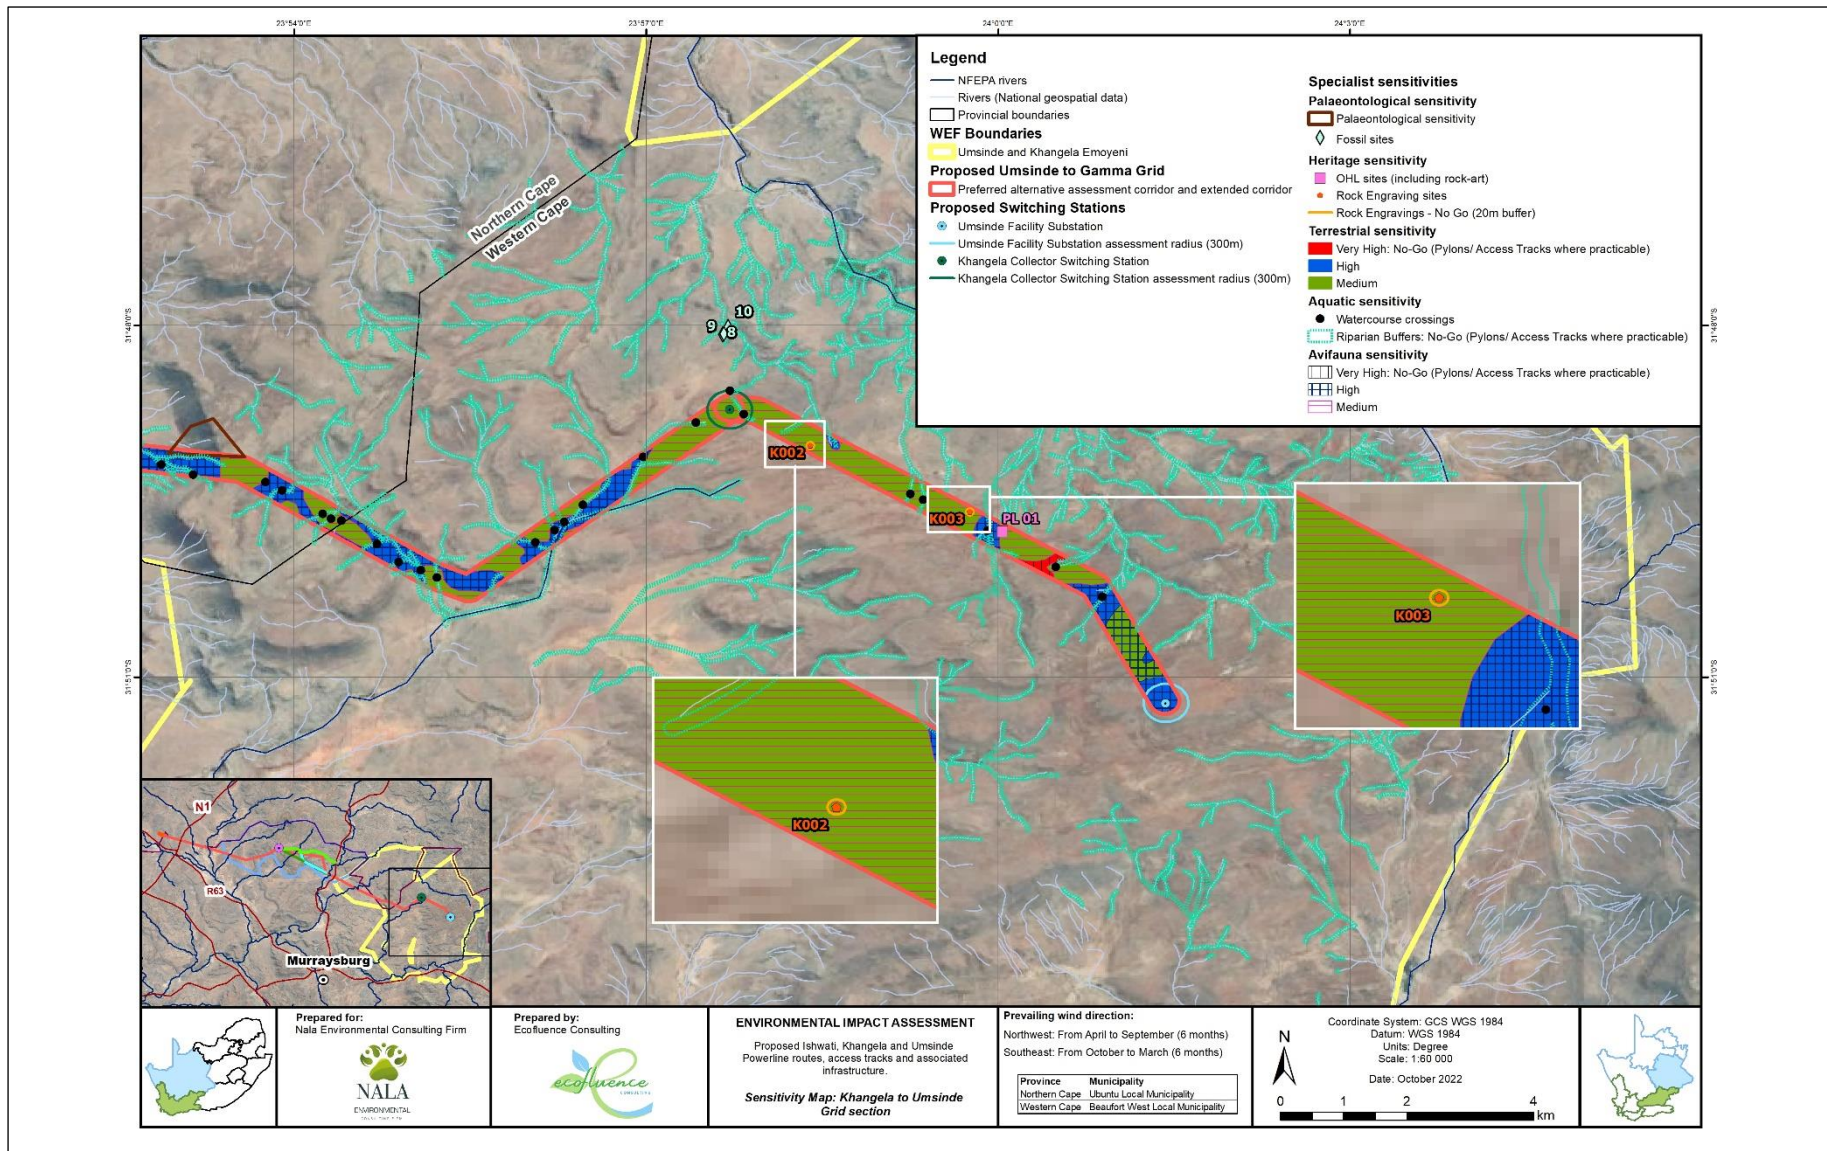 23°54'0"E
23°57'0"E
24°0'0"E
24°3'0"E
31°48'0"S
31°51'0"S
31°48'0"S
31°51'0"S
Northern Cape
Western Cape
9
10
8
K002
K003
PL 01
K003
K002
Legend
NFEPA rivers
Rivers (National geospatial data)
Provincial boundaries
WEF Boundaries
Umsinde and Khangela Emoyeni
Proposed Umsinde to Gamma Grid
Preferred alternative assessment corridor and extended corridor
Proposed Switching Stations
Umsinde Facility Substation
Umsinde Facility Substation assessment radius (300m)
Khangela Collector Switching Station
Khangela Collector Switching Station assessment radius (300m)
Specialist sensitivities
Palaeontological sensitivity
Palaeontological sensitivity
Fossil sites
Heritage sensitivity
OHL sites (including rock-art)
Rock Engraving sites
Rock Engravings - No Go (20m buffer)
Terrestrial sensitivity
Very High: No-Go (Pylons/ Access Tracks where practicable)
High
Medium
Aquatic sensitivity
Watercourse crossings
Riparian Buffers: No-Go (Pylons/ Access Tracks where practicable)
Avifauna sensitivity
Very High: No-Go (Pylons/ Access Tracks where practicable)
High
Medium
N1
R63
Murraysburg
Prepared for:
Nala Environmental Consulting Firm
NALA
ENVIRONMENTAL
Prepared by:
Ecofluence Consulting
ecofluence
CONSULTING
ENVIRONMENTAL IMPACT ASSESSMENT
Proposed Ishwati, Khangela and Umsinde
Powerline routes, access tracks and associated
infrastructure.
Sensitivity Map: Khangela to Umsinde
Grid section
Prevailing wind direction:
Northwest: From April to September (6 months)
Southeast: From October to March (6 months)
Province Municipality
Northern Cape Ubuntu Local Municipality
Western Cape Beaufort West Local Municipality
N
Coordinate System: GCS WGS 1984
Datum: WGS 1984
Units: Degree
Scale: 1:60 000
Date: October 2022
0 1 2 4
km